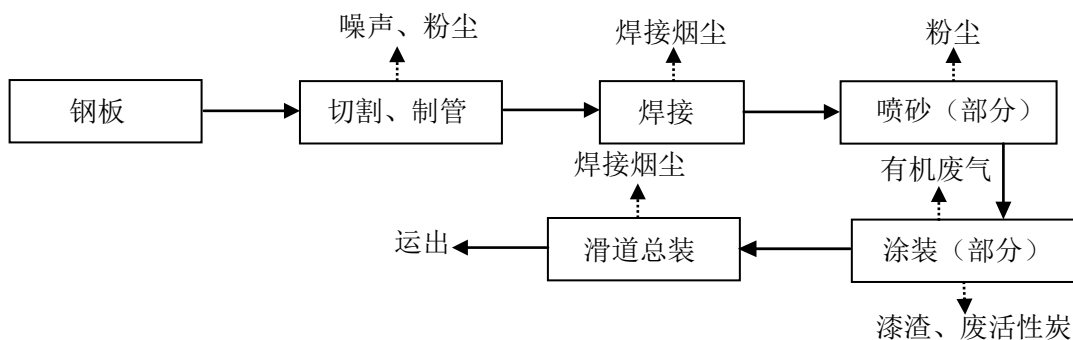 噪声、粉尘
焊接烟尘
粉尘
钢板
切割、制管
焊接
喷砂（部分）
焊接烟尘
有机废气
运出
滑道总装
涂装（部分）
漆渣、废活性炭